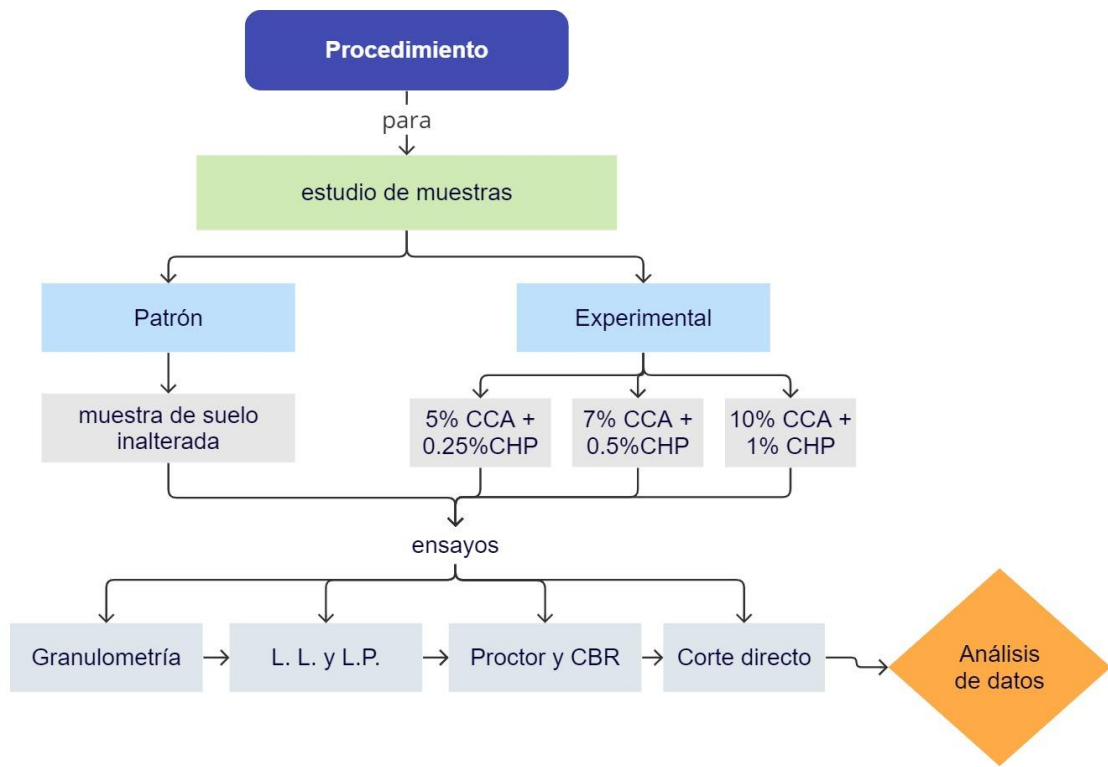 Procedimiento
para
estudio de muestras
Patrón
Experimental
muestra de suelo
inalterada
5% CCA +
0.25%CHP
7% CCA +
0.5%CHP
10% CCA +
1% CHP
ensayos
Granulometría
L. L. y L.P.
Proctor y CBR
Corte directo
Análisis
de datos